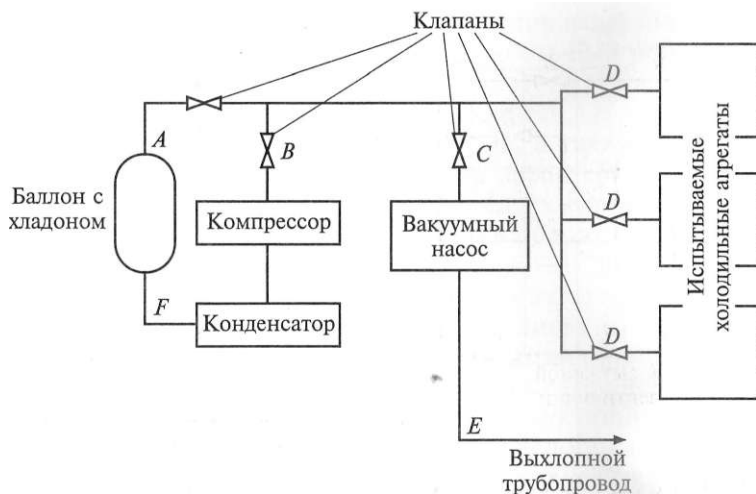 Клапаны
D
A
B
C
Баллон с
хладоном
Компрессор
Вакуумный
насос
D
Испытываемые
холодильные агрегаты
F
Конденсатор
D
E
Выхлопной
трубопровод